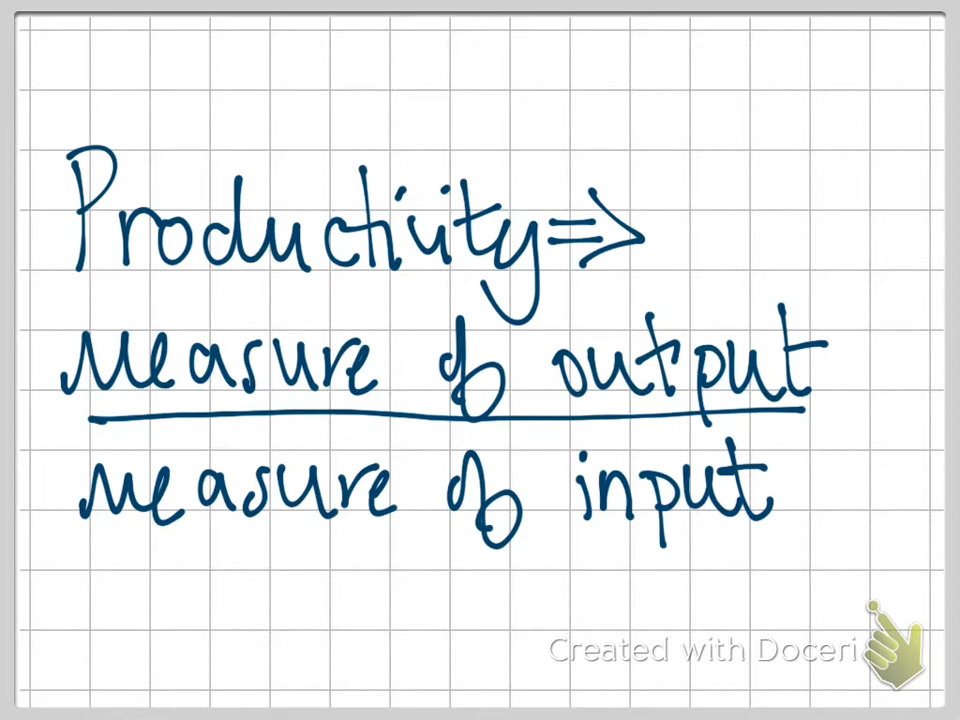 Productivity =>
measure of output
measure of input
Created with Doceri